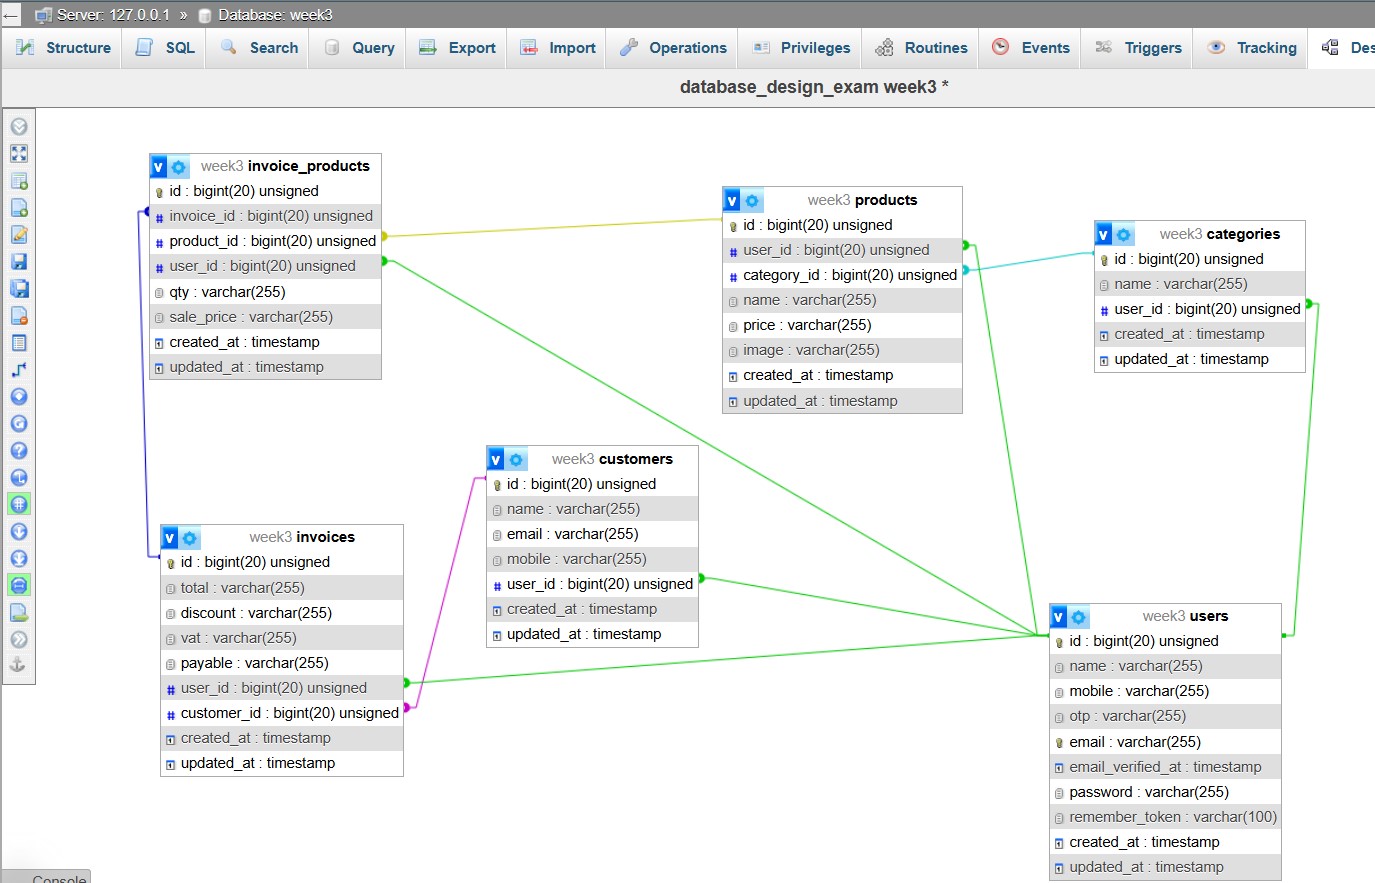 Server: 127.0.0.1 » Database: week3
Structure SQL Search Query Export Import Operations Privileges Routines Events Triggers Tracking Des
database_design_exam week3 *
week3 invoice_products
id : bigint(20) unsigned
invoice_id : bigint(20) unsigned
product_id : bigint(20) unsigned
user_id : bigint(20) unsigned
qty : varchar(255)
sale_price : varchar(255)
created_at : timestamp
updated_at : timestamp
week3 products
id : bigint(20) unsigned
user_id : bigint(20) unsigned
category_id : bigint(20) unsigned
name : varchar(255)
price : varchar(255)
image : varchar(255)
created_at : timestamp
updated_at : timestamp
week3 categories
id : bigint(20) unsigned
name : varchar(255)
user_id : bigint(20) unsigned
created_at : timestamp
updated_at : timestamp
week3 customers
id : bigint(20) unsigned
name : varchar(255)
email : varchar(255)
mobile : varchar(255)
user_id : bigint(20) unsigned
created_at : timestamp
updated_at : timestamp
week3 invoices
id : bigint(20) unsigned
total : varchar(255)
discount : varchar(255)
vat : varchar(255)
payable : varchar(255)
user_id : bigint(20) unsigned
customer_id : bigint(20) unsigned
created_at : timestamp
updated_at : timestamp
week3 users
id : bigint(20) unsigned
name : varchar(255)
mobile : varchar(255)
otp : varchar(255)
email : varchar(255)
email_verified_at : timestamp
password : varchar(255)
remember_token : varchar(100)
created_at : timestamp
updated_at : timestamp
Console